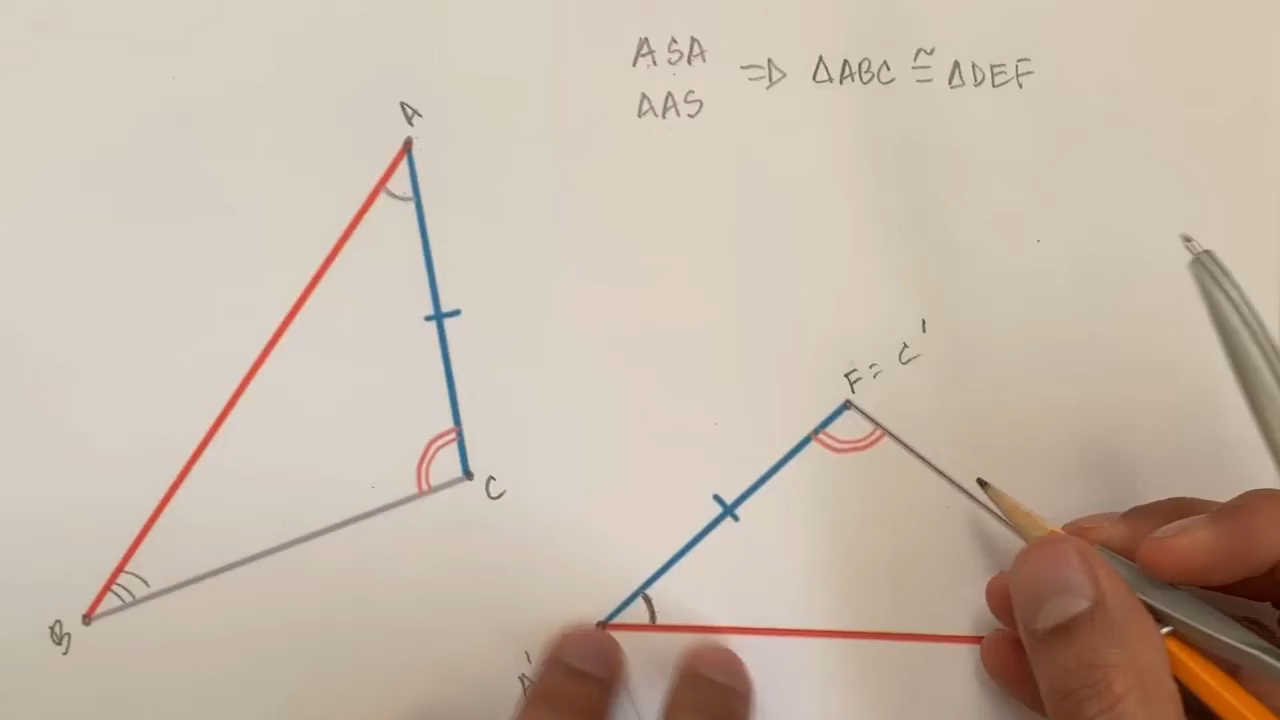 ASA
AAS
=> ΔABC ≅ ΔDEF
A
F = C'
C
B
A'